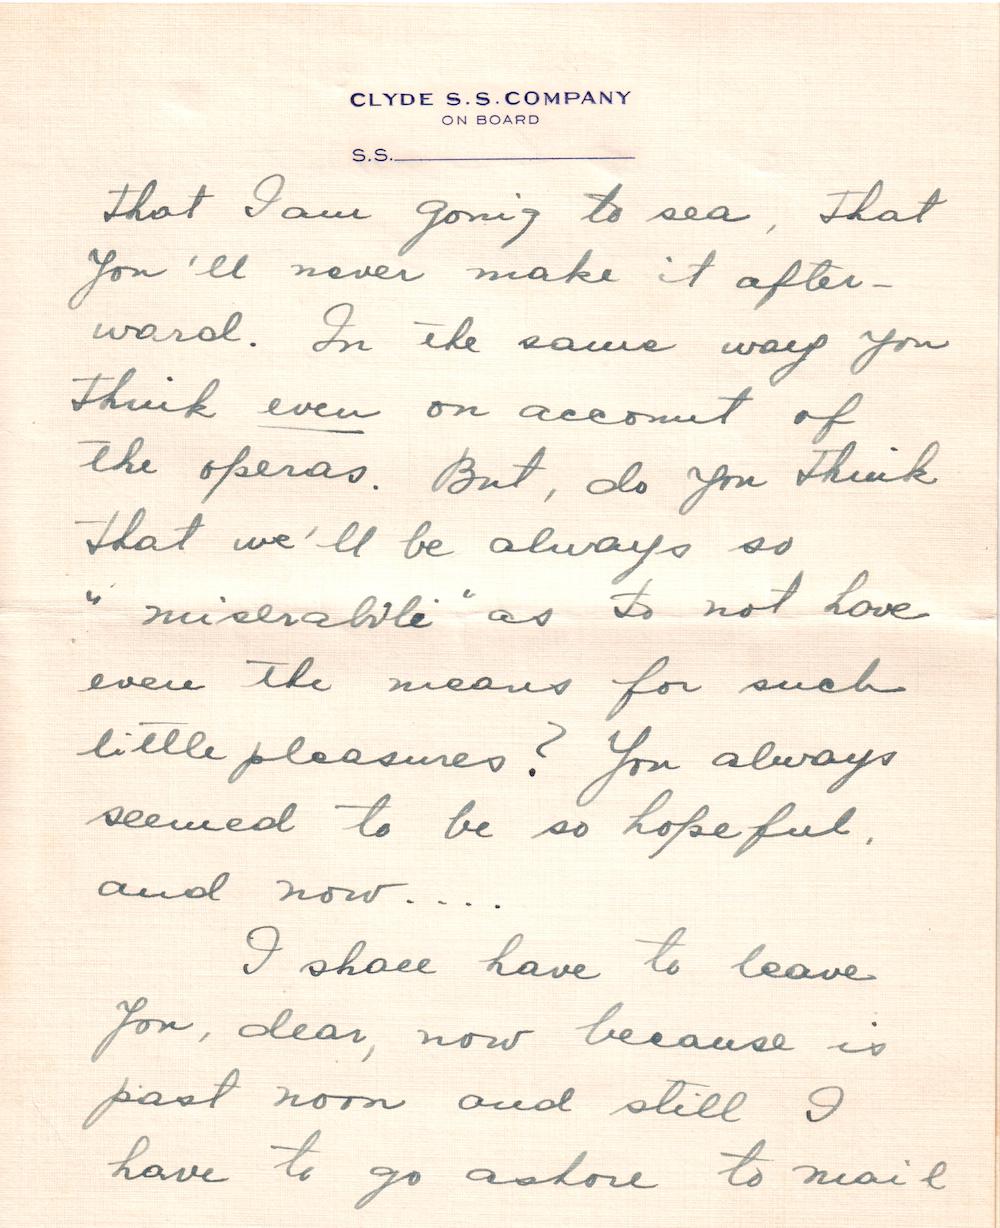 CLYDE S.S. COMPANY
ON BOARD
S.S.
that I am going to sea, that
you'll never make it after-
ward. In the same way you
think even on account of
the operas. But, do you think
that we'll be always so
"miserabili" as to not have
even the means for such
little pleasures? You always
seemed to be so hopeful,
and now....
I shall have to leave
you, dear, now because is
past noon and still I
have to go ashore to mail